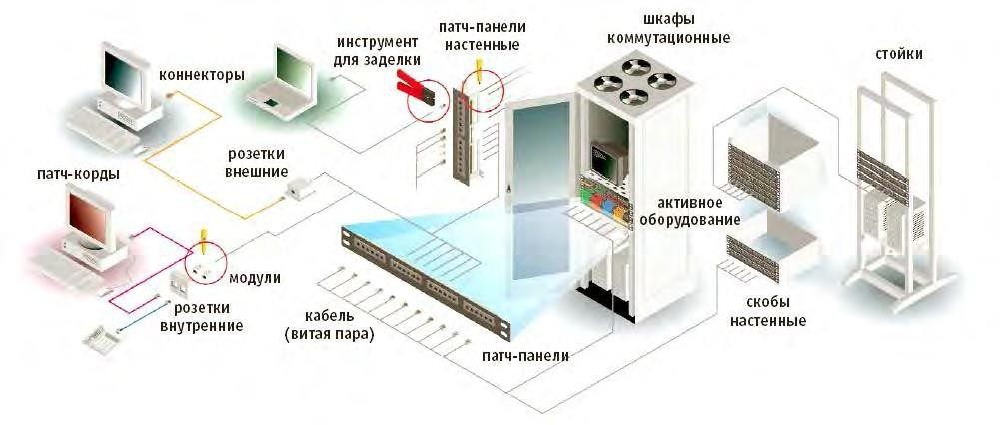 шкафы
коммутационные
патч-панели
настенные
инструмент
для заделки
стойки
коннекторы
розетки
внешние
патч-корды
активное
оборудование
модули
розетки
внутренние
кабель
(витая пара)
скобы
настенные
патч-панели